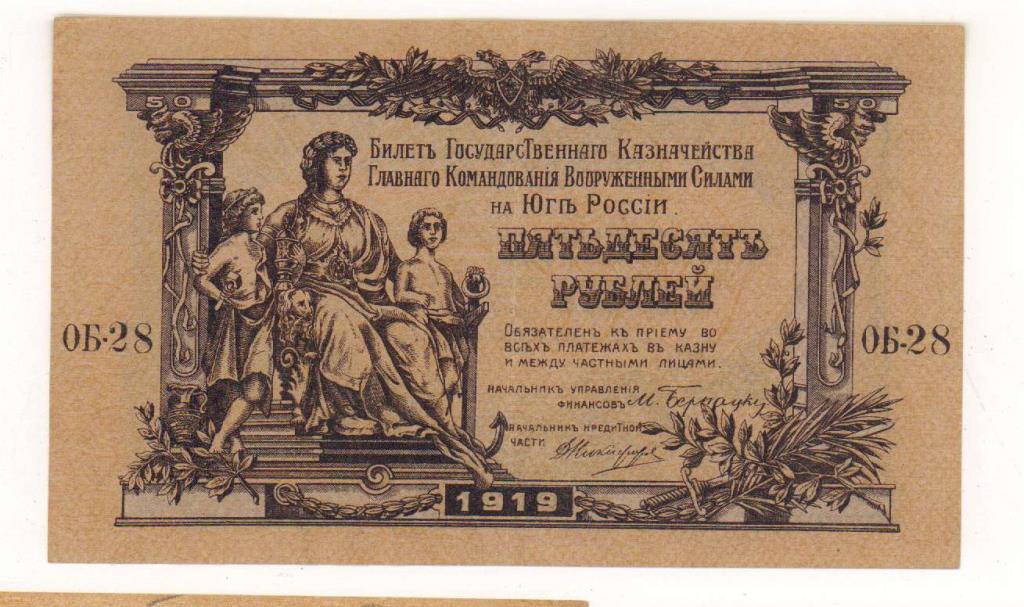 50
50
Билетъ Государственнаго Казначейства
Главнаго Командованія Вооруженными Силами
на Югѣ Россіи.
ПЯТЬДЕСЯТЪ
РУБЛЕЙ
ОБ-28
ОБ-28
Обязателенъ къ пріему во
всѣхъ платежахъ въ казну
и между частными лицами.
НАЧАЛЬНИКЪ УПРАВЛЕНІЯ
ФИНАНСОВЪ М. Бернацкій
НАЧАЛЬНИКЪ КРЕДИТНОЙ
ЧАСТИ
1919